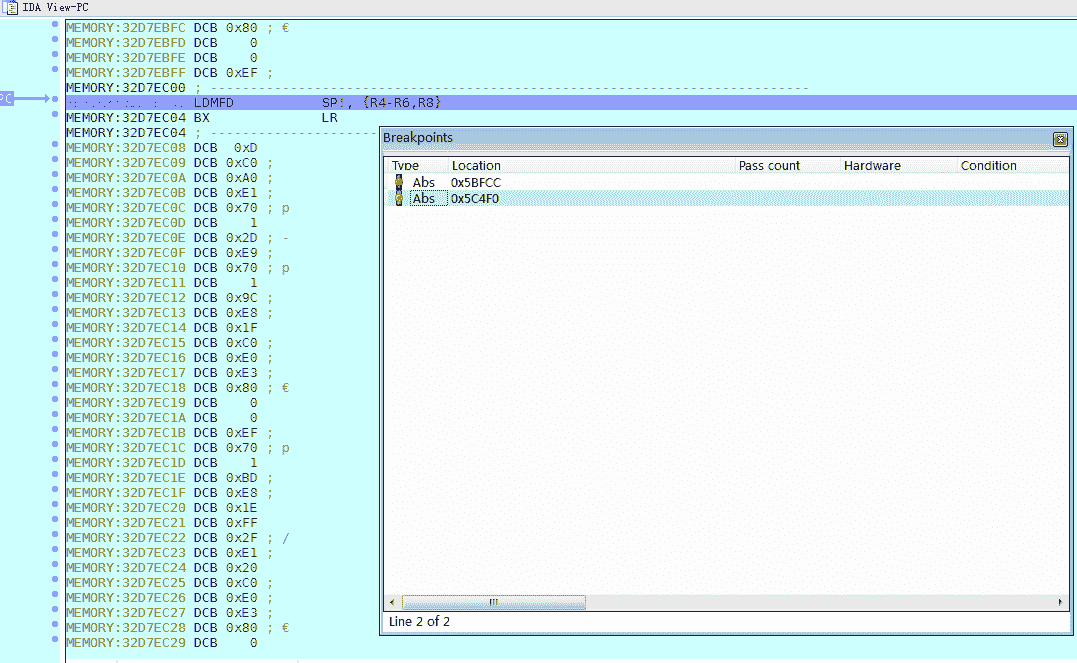 IDA View-PC
MEMORY:32D7EBFC DCB 0x80 ; €
MEMORY:32D7EBFD DCB    0
MEMORY:32D7EBFE DCB    0
MEMORY:32D7EBFF DCB 0xEF ;
MEMORY:32D7EC00 ; ---------------------------------------------------------------------------
PC
LDMFD           SP!, {R4-R6,R8}
MEMORY:32D7EC04 BX              LR
MEMORY:32D7EC04 ; ---------------------
MEMORY:32D7EC08 DCB  0xD
MEMORY:32D7EC09 DCB 0xC0 ;
MEMORY:32D7EC0A DCB 0xA0 ;
MEMORY:32D7EC0B DCB 0xE1 ;
MEMORY:32D7EC0C DCB 0x70 ; p
MEMORY:32D7EC0D DCB    1
MEMORY:32D7EC0E DCB 0x2D ; -
MEMORY:32D7EC0F DCB 0xE9 ;
MEMORY:32D7EC10 DCB 0x70 ; p
MEMORY:32D7EC11 DCB    1
MEMORY:32D7EC12 DCB 0x9C ;
MEMORY:32D7EC13 DCB 0xE8 ;
MEMORY:32D7EC14 DCB 0x1F
MEMORY:32D7EC15 DCB 0xC0 ;
MEMORY:32D7EC16 DCB 0xE0 ;
MEMORY:32D7EC17 DCB 0xE3 ;
MEMORY:32D7EC18 DCB 0x80 ; €
MEMORY:32D7EC19 DCB    0
MEMORY:32D7EC1A DCB    0
MEMORY:32D7EC1B DCB 0xEF ;
MEMORY:32D7EC1C DCB 0x70 ; p
MEMORY:32D7EC1D DCB    1
MEMORY:32D7EC1E DCB 0xBD ;
MEMORY:32D7EC1F DCB 0xE8 ;
MEMORY:32D7EC20 DCB 0x1E
MEMORY:32D7EC21 DCB 0xFF
MEMORY:32D7EC22 DCB 0x2F ; /
MEMORY:32D7EC23 DCB 0xE1 ;
MEMORY:32D7EC24 DCB 0x20
MEMORY:32D7EC25 DCB 0xC0 ;
MEMORY:32D7EC26 DCB 0xE0 ;
MEMORY:32D7EC27 DCB 0xE3 ;
MEMORY:32D7EC28 DCB 0x80 ; €
MEMORY:32D7EC29 DCB    0
Breakpoints
Type Location Pass count Hardware Condition
Abs 0x5BFCC
Abs 0x5C4F0
Line 2 of 2